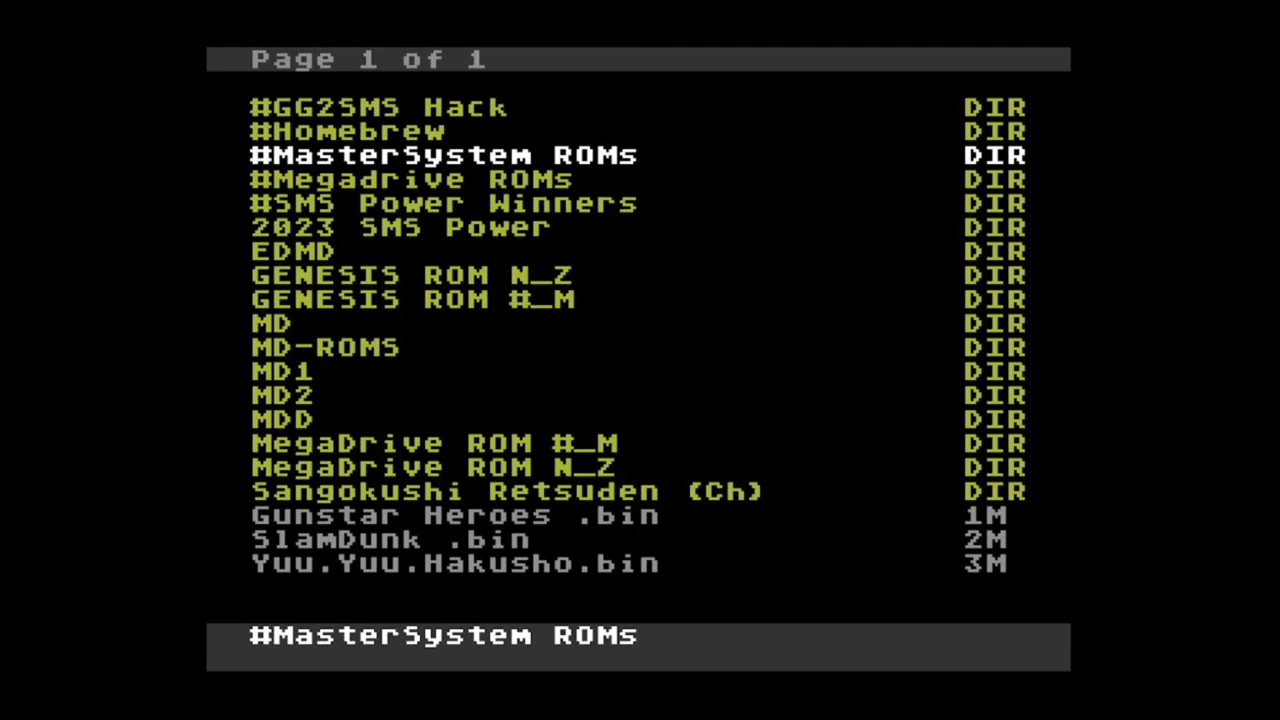 Page 1 of 1
#GG2SMS Hack DIR
#Homebrew DIR
#MasterSystem ROMs DIR
#Megadrive ROMs DIR
#SMS Power Winners DIR
2023 SMS Power DIR
EDMD DIR
GENESIS ROM N_Z DIR
GENESIS ROM #_M DIR
MD DIR
MD-ROMS DIR
MD1 DIR
MD2 DIR
MDD DIR
MegaDrive ROM #_M DIR
MegaDrive ROM N_Z DIR
Sangokushi Retsuden (Ch) DIR
Gunstar Heroes .bin 1M
SlamDunk .bin 2M
Yuu.Yuu.Hakusho.bin 3M
#MasterSystem ROMs